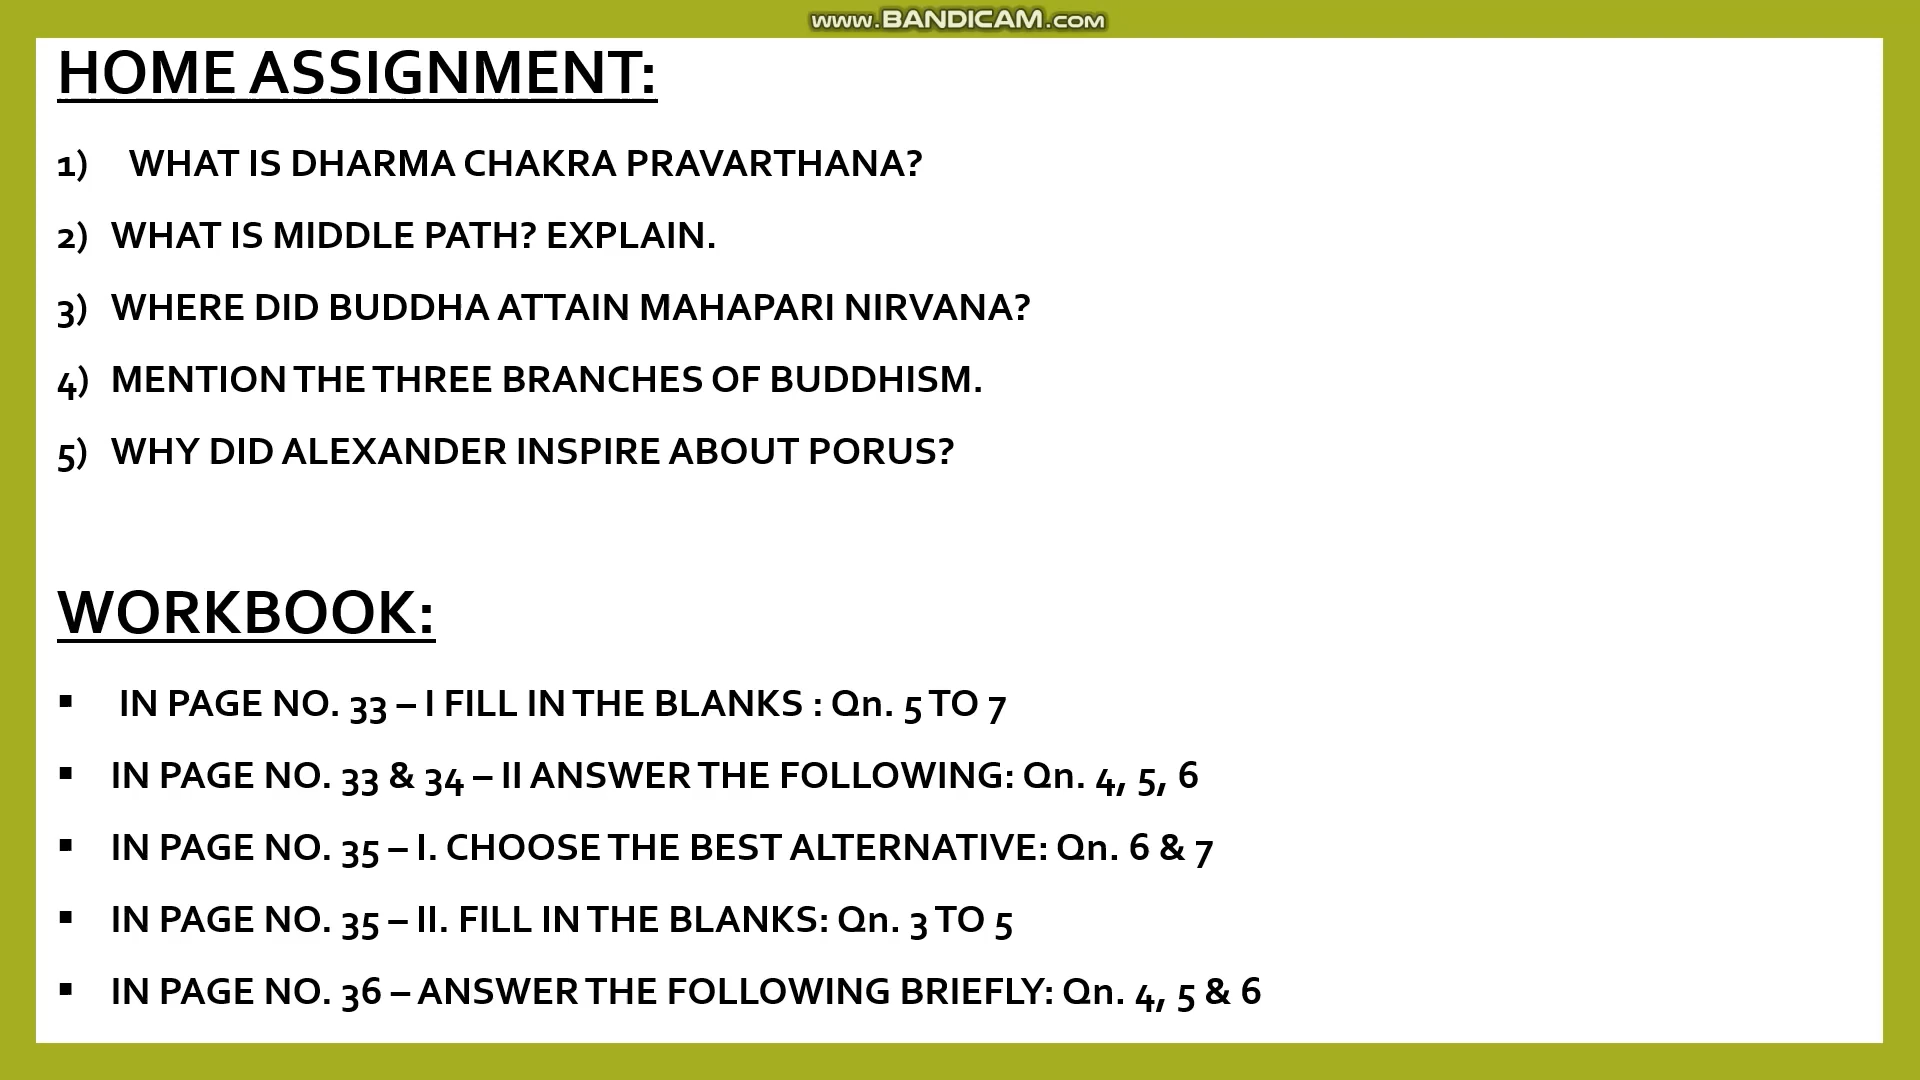 www.BANDICAM.com
HOME ASSIGNMENT:
1) WHAT IS DHARMA CHAKRA PRAVARTHANA?
2) WHAT IS MIDDLE PATH? EXPLAIN.
3) WHERE DID BUDDHA ATTAIN MAHAPARI NIRVANA?
4) MENTION THE THREE BRANCHES OF BUDDHISM.
5) WHY DID ALEXANDER INSPIRE ABOUT PORUS?
WORKBOOK:
▪ IN PAGE NO. 33 – I FILL IN THE BLANKS : Qn. 5 TO 7
▪ IN PAGE NO. 33 & 34 – II ANSWER THE FOLLOWING: Qn. 4, 5, 6
▪ IN PAGE NO. 35 – I. CHOOSE THE BEST ALTERNATIVE: Qn. 6 & 7
▪ IN PAGE NO. 35 – II. FILL IN THE BLANKS: Qn. 3 TO 5
▪ IN PAGE NO. 36 – ANSWER THE FOLLOWING BRIEFLY: Qn. 4, 5 & 6